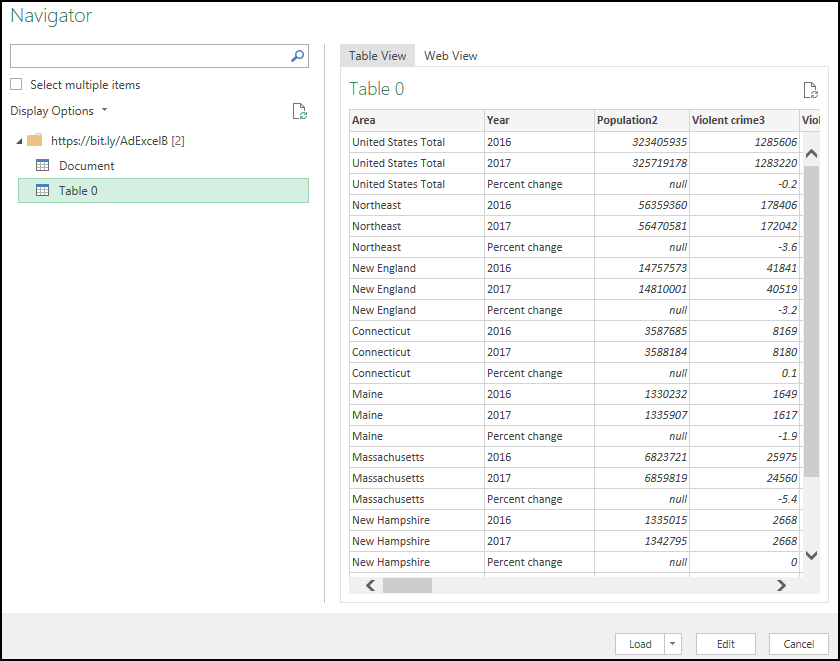 Navigator
Select multiple items
Display Options
https://bit.ly/AdExcelB [2]
Document
Table 0
Table View Web View
Table 0
Area Year Population2 Violent crime3 Viol
United States Total 2016 323405935 1285606
United States Total 2017 325719178 1283220
United States Total Percent change null -0.2
Northeast 2016 56359360 178406
Northeast 2017 56470581 172042
Northeast Percent change null -3.6
New England 2016 14757573 41841
New England 2017 14810001 40519
New England Percent change null -3.2
Connecticut 2016 3587685 8169
Connecticut 2017 3588184 8180
Connecticut Percent change null 0.1
Maine 2016 1330232 1649
Maine 2017 1335907 1617
Maine Percent change null -1.9
Massachusetts 2016 6823721 25975
Massachusetts 2017 6859819 24560
Massachusetts Percent change null -5.4
New Hampshire 2016 1335015 2668
New Hampshire 2017 1342795 2668
New Hampshire Percent change null 0
Load Edit Cancel